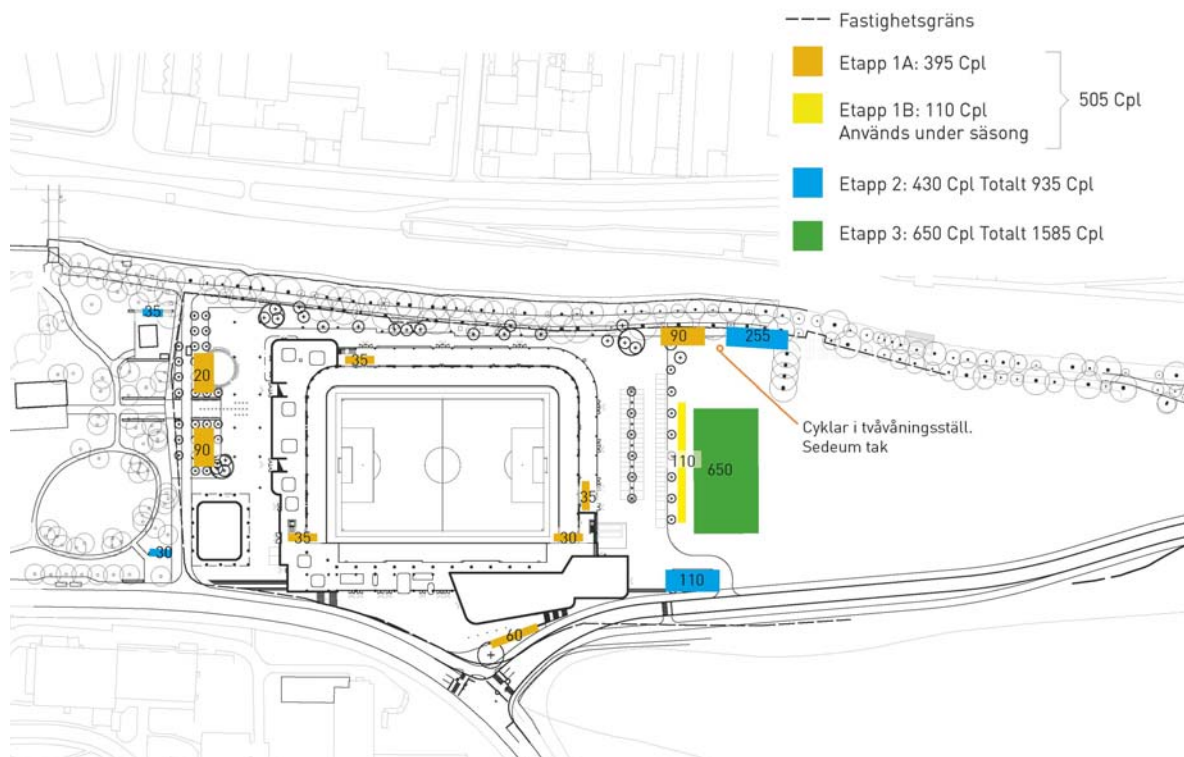 Fastighetsgräns
Etapp 1A: 395 Cpl
Etapp 1B: 110 Cpl
Används under säsong
505 Cpl
Etapp 2: 430 Cpl Totalt 935 Cpl
Etapp 3: 650 Cpl Totalt 1585 Cpl
35
90
255
35
20
Cyklar i tvåvåningsställ.
Sedeum tak
90
110
650
35
35
30
30
110
60